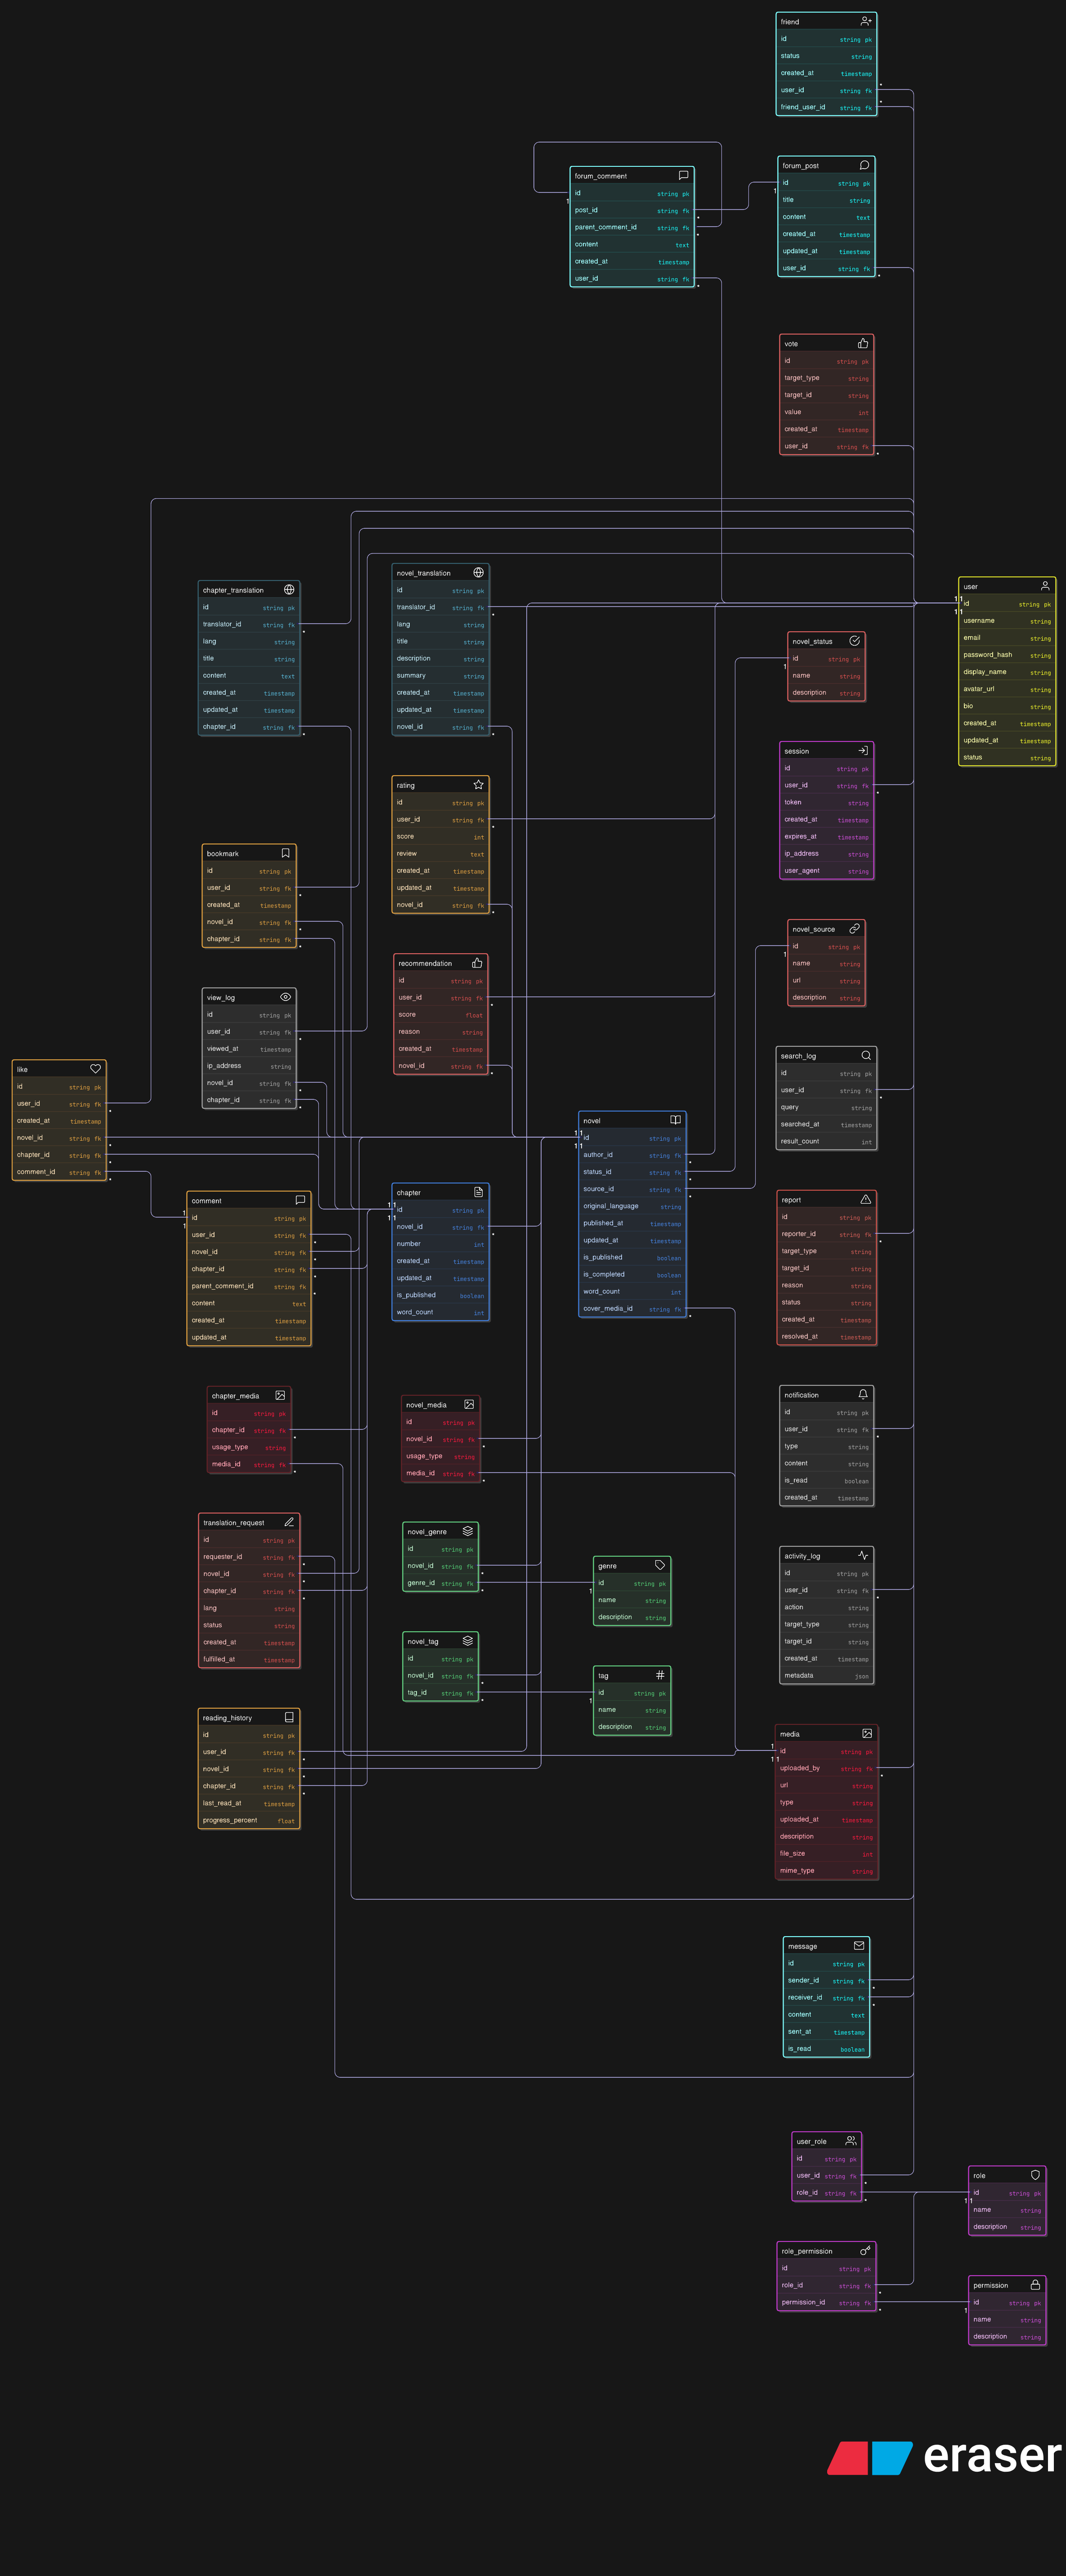 friend
id string pk
status string
created_at timestamp
user_id string fk
friend_user_id string fk
forum_comment
id string pk
post_id string fk
parent_comment_id string fk
content text
created_at timestamp
user_id string fk
forum_post
id string pk
title string
content text
created_at timestamp
updated_at timestamp
user_id string fk
vote
id string pk
target_type string
target_id string
value int
created_at timestamp
user_id string fk
chapter_translation
id string pk
translator_id string fk
lang string
title string
content text
created_at timestamp
updated_at timestamp
chapter_id string fk
novel_translation
id string pk
translator_id string fk
lang string
title string
description string
summary string
created_at timestamp
updated_at timestamp
novel_id string fk
user
id string pk
username string
email string
password_hash string
display_name string
avatar_url string
bio string
created_at timestamp
updated_at timestamp
status string
novel_status
id string pk
name string
description string
session
id string pk
user_id string fk
token string
created_at timestamp
expires_at timestamp
ip_address string
user_agent string
rating
id string pk
user_id string fk
score int
review text
created_at timestamp
updated_at timestamp
novel_id string fk
bookmark
id string pk
user_id string fk
created_at timestamp
novel_id string fk
chapter_id string fk
novel_source
id string pk
name string
url string
description string
recommendation
id string pk
user_id string fk
score float
reason string
created_at timestamp
novel_id string fk
view_log
id string pk
user_id string fk
viewed_at timestamp
ip_address string
novel_id string fk
chapter_id string fk
search_log
id string pk
user_id string fk
query string
searched_at timestamp
result_count int
like
id string pk
user_id string fk
created_at timestamp
novel_id string fk
chapter_id string fk
comment_id string fk
novel
id string pk
author_id string fk
status_id string fk
source_id string fk
original_language string
published_at timestamp
updated_at timestamp
is_published boolean
is_completed boolean
word_count int
cover_media_id string fk
comment
id string pk
user_id string fk
novel_id string fk
chapter_id string fk
parent_comment_id string fk
content text
created_at timestamp
updated_at timestamp
chapter
id string pk
novel_id string fk
number int
created_at timestamp
updated_at timestamp
is_published boolean
word_count int
report
id string pk
reporter_id string fk
target_type string
target_id string
reason string
status string
created_at timestamp
resolved_at timestamp
chapter_media
id string pk
chapter_id string fk
usage_type string
media_id string fk
novel_media
id string pk
novel_id string fk
usage_type string
media_id string fk
notification
id string pk
user_id string fk
type string
content string
is_read boolean
created_at timestamp
translation_request
id string pk
requester_id string fk
novel_id string fk
chapter_id string fk
lang string
status string
created_at timestamp
fulfilled_at timestamp
novel_genre
id string pk
novel_id string fk
genre_id string fk
genre
id string pk
name string
description string
activity_log
id string pk
user_id string fk
action string
target_type string
target_id string
created_at timestamp
metadata json
novel_tag
id string pk
novel_id string fk
tag_id string fk
tag
id string pk
name string
description string
reading_history
id string pk
user_id string fk
novel_id string fk
chapter_id string fk
last_read_at timestamp
progress_percent float
media
id string pk
uploaded_by string fk
url string
type string
uploaded_at timestamp
description string
file_size int
mime_type string
message
id string pk
sender_id string fk
receiver_id string fk
content text
sent_at timestamp
is_read boolean
user_role
id string pk
user_id string fk
role_id string fk
role
id string pk
name string
description string
role_permission
id string pk
role_id string fk
permission_id string fk
permission
id string pk
name string
description string
eraser